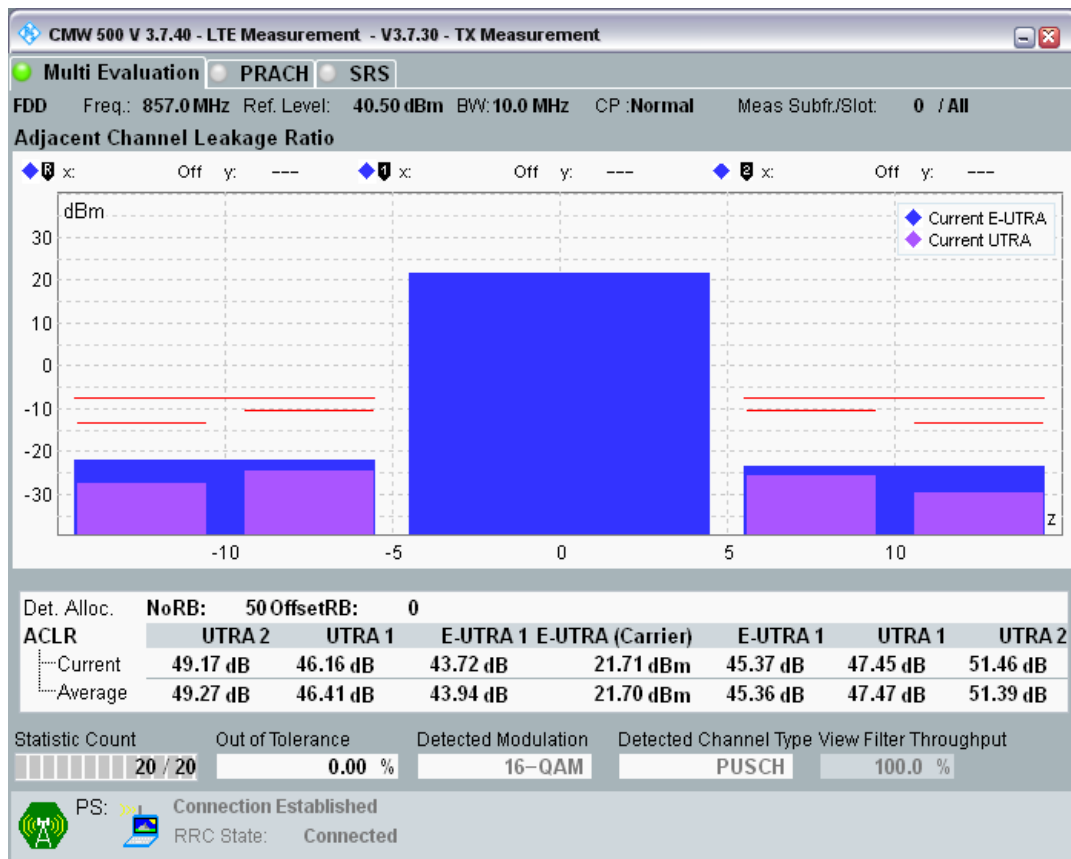 CMW 500 V 3.7.40 - LTE Measurement - V3.7.30 - TX Measurement
Multi Evaluation PRACH SRS
FDD Freq.: 857.0 MHz Ref. Level: 40.50 dBm BW: 10.0 MHz CP :Normal Meas Subfr./Slot: 0 / All
Adjacent Channel Leakage Ratio
R x: Off y: --- 1 x: Off y: --- 2 x: Off y: ---
dBm
Current E-UTRA
Current UTRA
30
20
10
0
-10
-20
-30
z
-10 -5 0 5 10
Det. Alloc. NoRB: 50 OffsetRB: 0
ACLR UTRA 2 UTRA 1 E-UTRA 1 E-UTRA (Carrier) E-UTRA 1 UTRA 1 UTRA 2
Current 49.17 dB 46.16 dB 43.72 dB 21.71 dBm 45.37 dB 47.45 dB 51.46 dB
Average 49.27 dB 46.41 dB 43.94 dB 21.70 dBm 45.36 dB 47.47 dB 51.39 dB
Statistic Count Out of Tolerance Detected Modulation Detected Channel Type View Filter Throughput
20 / 20 0.00 % 16-QAM PUSCH 100.0 %
PS: Connection Established
RRC State: Connected